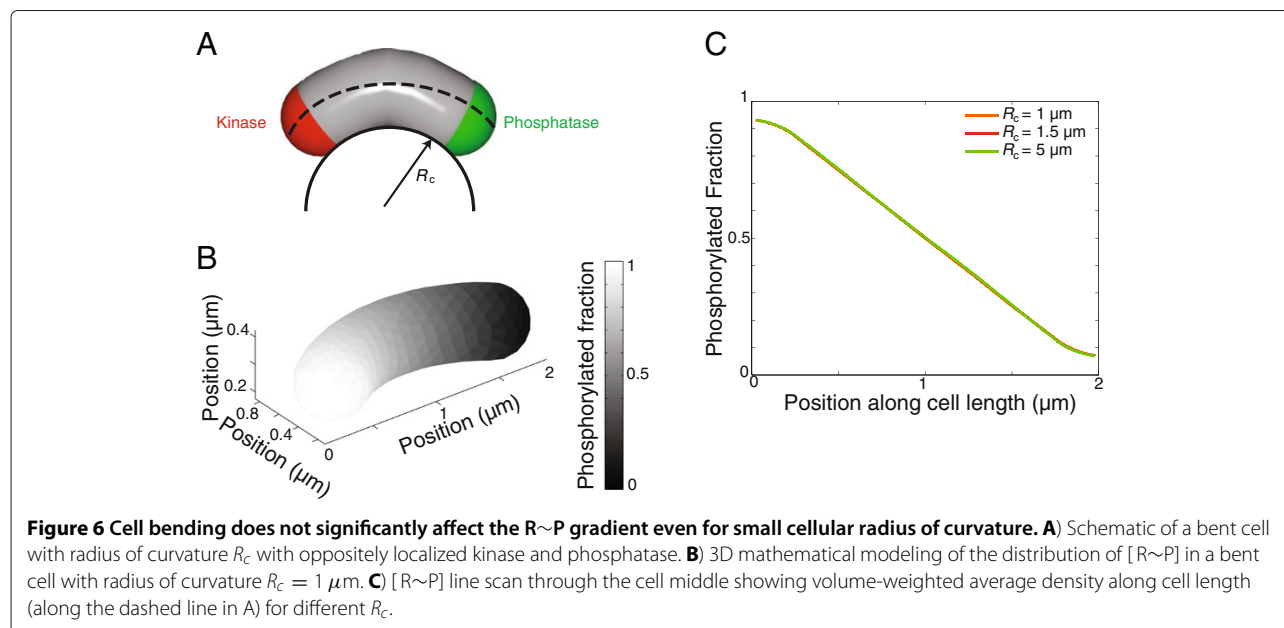 A
Kinase
Phosphatase
R_c
B
Position (µm)
0.4
0.2
Position (µm)
0.8
0.4
0
Position (µm)
1
2
Phosphorylated fraction
1
0.5
0
C
Phosphorylated Fraction
1
0.5
0
R_c = 1 µm
R_c = 1.5 µm
R_c = 5 µm
0
1
2
Position along cell length (µm)
Figure 6 Cell bending does not significantly affect the R∼P gradient even for small cellular radius of curvature. A) Schematic of a bent cell
with radius of curvature R_C with oppositely localized kinase and phosphatase. B) 3D mathematical modeling of the distribution of [R∼P] in a bent
cell with radius of curvature R_C = 1 µm. C) [R∼P] line scan through the cell middle showing volume-weighted average density along cell length
(along the dashed line in A) for different R_C.